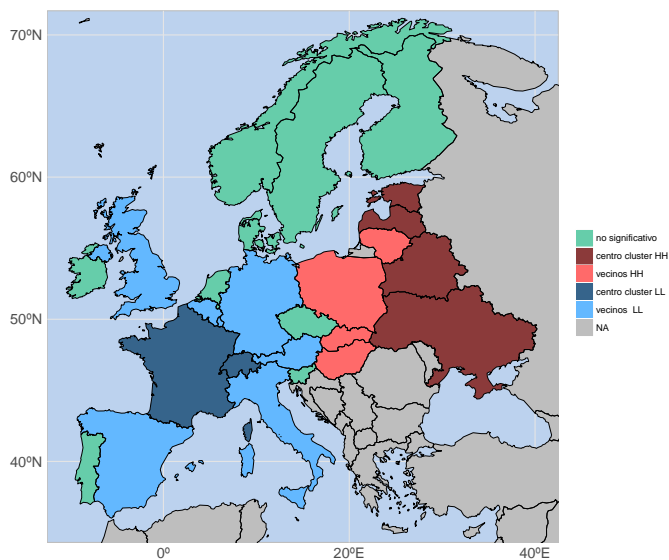 70ºN
60ºN
50ºN
40ºN
0º
20ºE
40ºE
no significativo
centro cluster HH
vecinos HH
centro cluster LL
vecinos  LL
NA